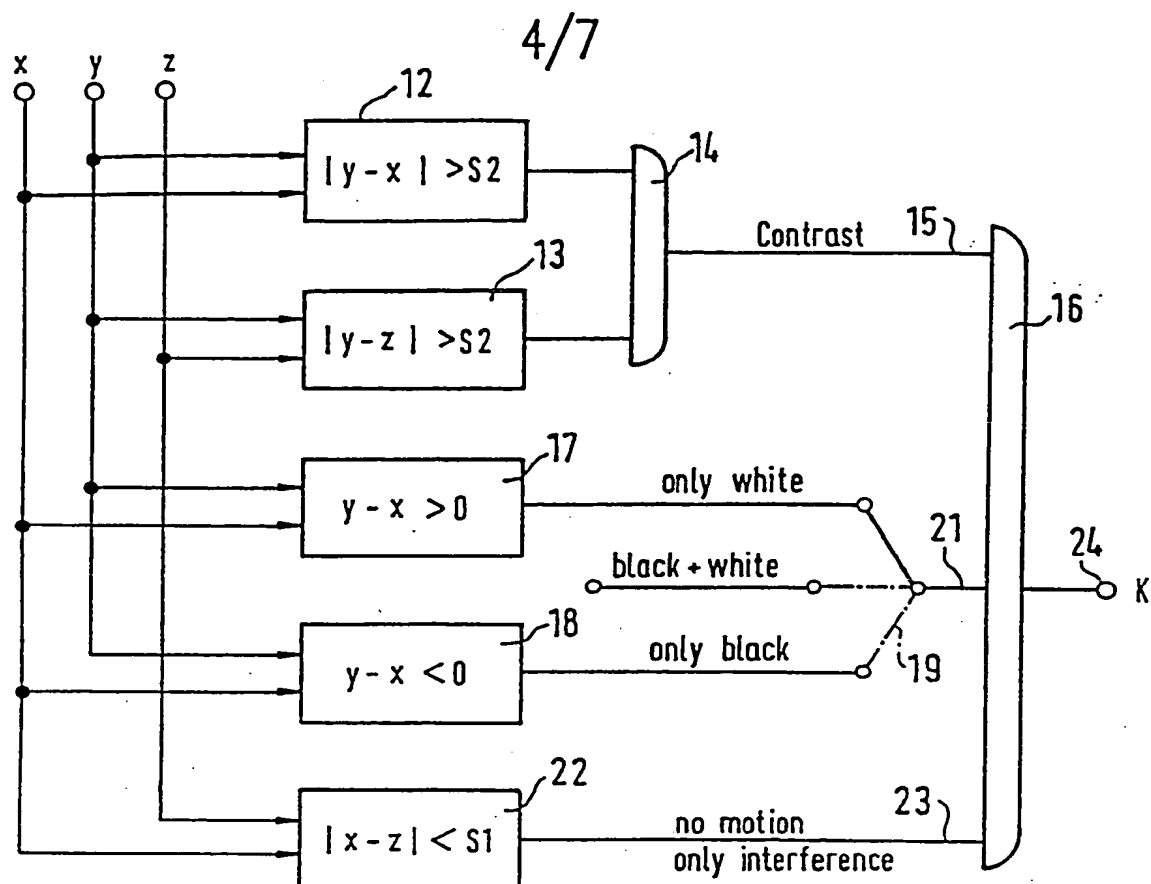 4/7
x y z
12
|y-x| >S2
14
Contrast
15
13
|y-z| >S2
16
17
y-x >0
only white
black+white
21
24
K
18
y-x <0
only black
19
22
|x-z| < S1
no motion
23
only interference